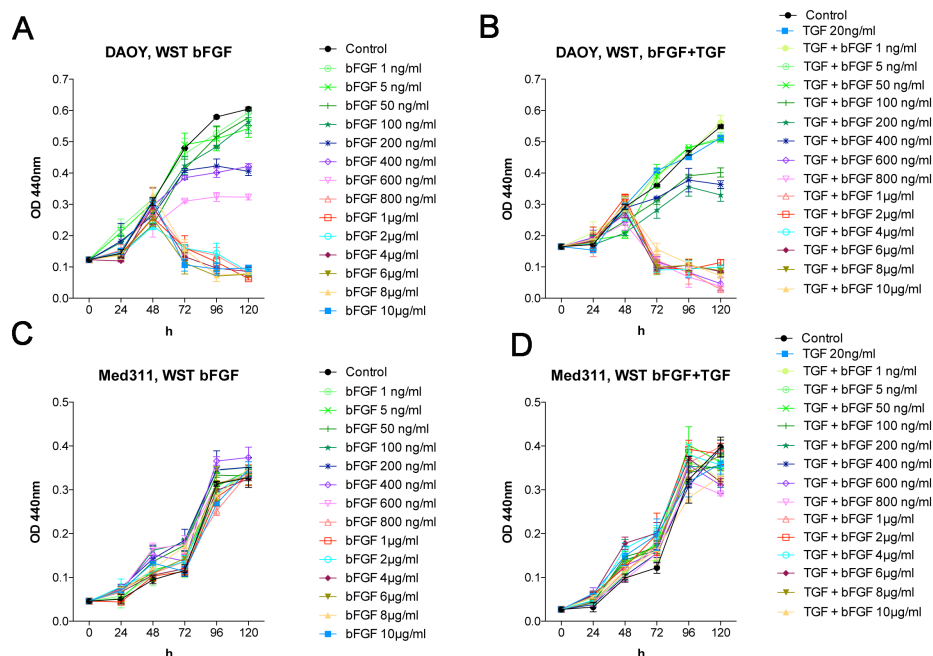 A
DAOY, WST bFGF
0.7
0.6
0.5
0.4
0.3
0.2
0.1
0.0
OD 440nm
0 24 48 72 96 120
h
Control
bFGF 1 ng/ml
bFGF 5 ng/ml
bFGF 50 ng/ml
bFGF 100 ng/ml
bFGF 200 ng/ml
bFGF 400 ng/ml
bFGF 600 ng/ml
bFGF 800 ng/ml
bFGF 1µg/ml
bFGF 2µg/ml
bFGF 4µg/ml
bFGF 6µg/ml
bFGF 8µg/ml
bFGF 10µg/ml
B
DAOY, WST, bFGF+TGF
0.7
0.6
0.5
0.4
0.3
0.2
0.1
0.0
OD 440nm
0 24 48 72 96 120
h
Control
TGF 20ng/ml
TGF + bFGF 1 ng/ml
TGF + bFGF 5 ng/ml
TGF + bFGF 50 ng/ml
TGF + bFGF 100 ng/ml
TGF + bFGF 200 ng/ml
TGF + bFGF 400 ng/ml
TGF + bFGF 600 ng/ml
TGF + bFGF 800 ng/ml
TGF + bFGF 1µg/ml
TGF + bFGF 2µg/ml
TGF + bFGF 4µg/ml
TGF + bFGF 6µg/ml
TGF + bFGF 8µg/ml
TGF + bFGF 10µg/ml
C
Med311, WST bFGF
0.5
0.4
0.3
0.2
0.1
0.0
OD 440nm
0 24 48 72 96 120
h
Control
bFGF 1 ng/ml
bFGF 5 ng/ml
bFGF 50 ng/ml
bFGF 100 ng/ml
bFGF 200 ng/ml
bFGF 400 ng/ml
bFGF 600 ng/ml
bFGF 800 ng/ml
bFGF 1µg/ml
bFGF 2µg/ml
bFGF 4µg/ml
bFGF 6µg/ml
bFGF 8µg/ml
bFGF 10µg/ml
D
Med311, WST bFGF+TGF
0.5
0.4
0.3
0.2
0.1
0.0
OD 440nm
0 24 48 72 96 120
h
Control
TGF 20ng/ml
TGF + bFGF 1 ng/ml
TGF + bFGF 5 ng/ml
TGF + bFGF 50 ng/ml
TGF + bFGF 100 ng/ml
TGF + bFGF 200 ng/ml
TGF + bFGF 400 ng/ml
TGF + bFGF 600 ng/ml
TGF + bFGF 800 ng/ml
TGF + bFGF 1µg/ml
TGF + bFGF 2µg/ml
TGF + bFGF 4µg/ml
TGF + bFGF 6µg/ml
TGF + bFGF 8µg/ml
TGF + bFGF 10µg/ml